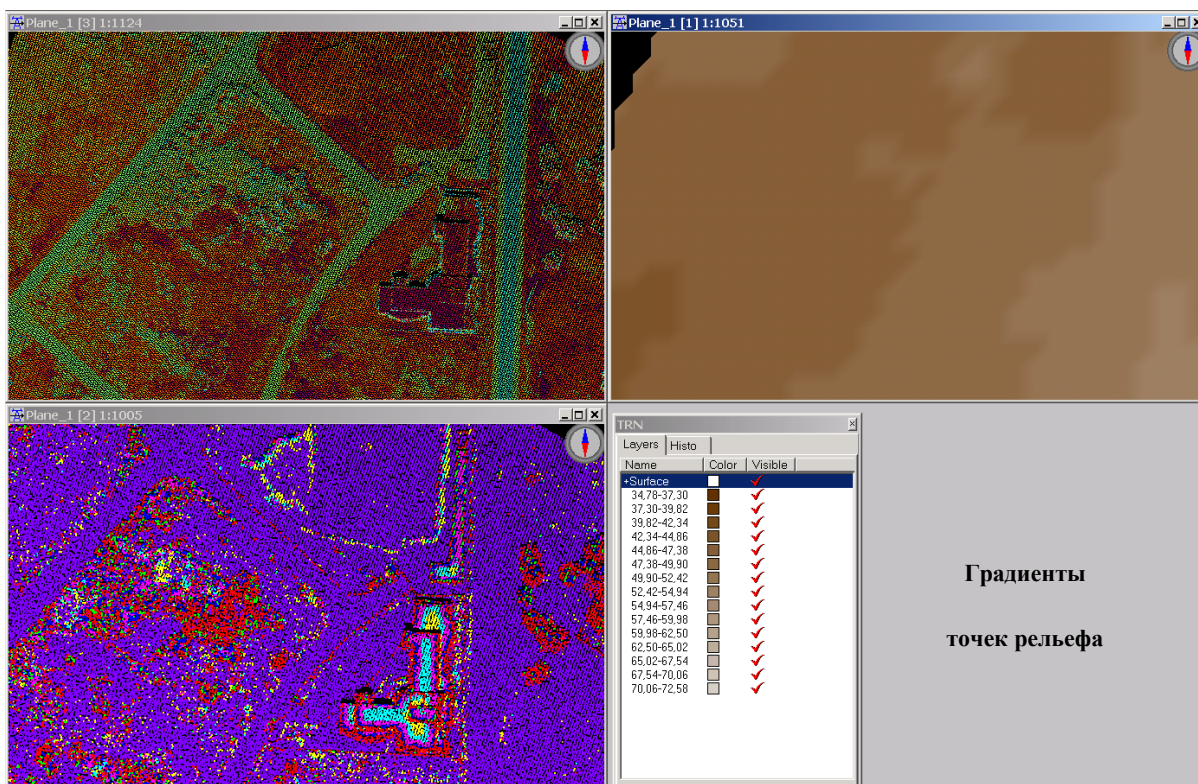 Plane_1 [3] 1:1124
Plane_1 [1] 1:1051
Plane_1 [2] 1:1005
TRN
Layers Histo
Name Color Visible
+Surface
34,78-37,30
37,30-39,82
39,82-42,34
42,34-44,86
44,86-47,38
47,38-49,90
49,90-52,42
52,42-54,94
54,94-57,46
57,46-59,98
59,98-62,50
62,50-65,02
65,02-67,54
67,54-70,06
70,06-72,58
Градиенты
точек рельефа